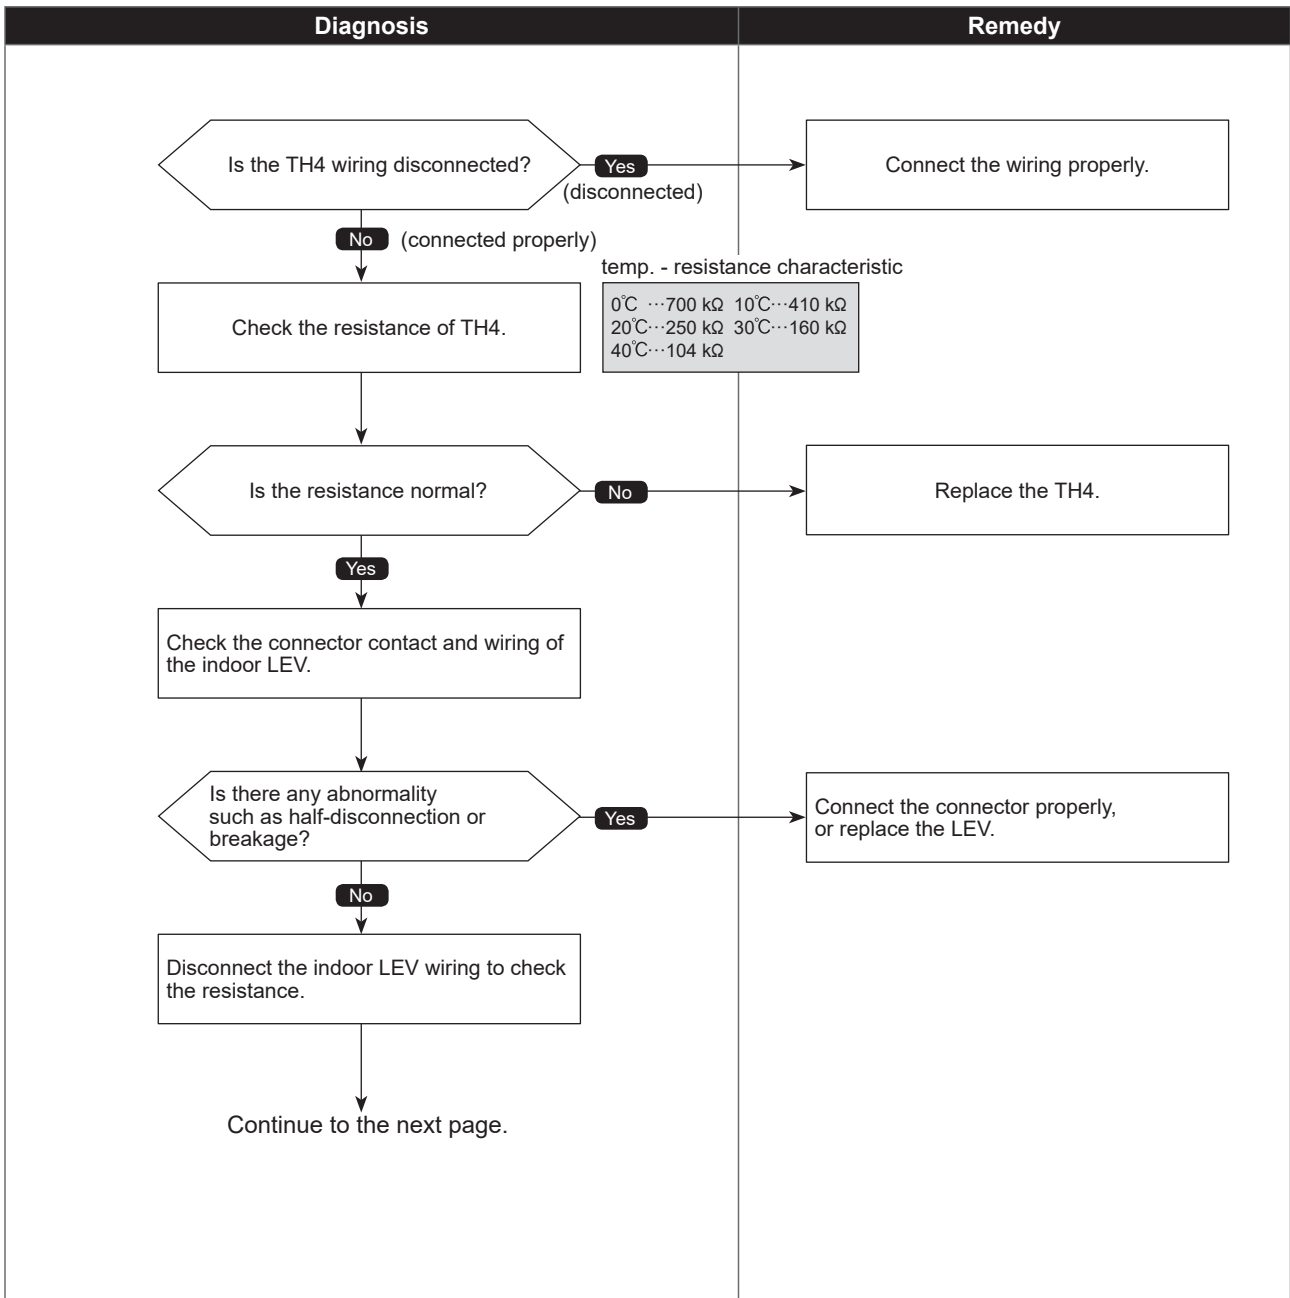 Diagnosis
Remedy
Is the TH4 wiring disconnected?
Yes
(disconnected)
Connect the wiring properly.
No
(connected properly)
temp. - resistance characteristic
0℃ ⋯700 kΩ 10℃⋯410 kΩ
20℃⋯250 kΩ 30℃⋯160 kΩ
40℃⋯104 kΩ
Check the resistance of TH4.
Is the resistance normal?
No
Replace the TH4.
Yes
Check the connector contact and wiring of
the indoor LEV.
Is there any abnormality
such as half-disconnection or
breakage?
Yes
Connect the connector properly,
or replace the LEV.
No
Disconnect the indoor LEV wiring to check
the resistance.
Continue to the next page.